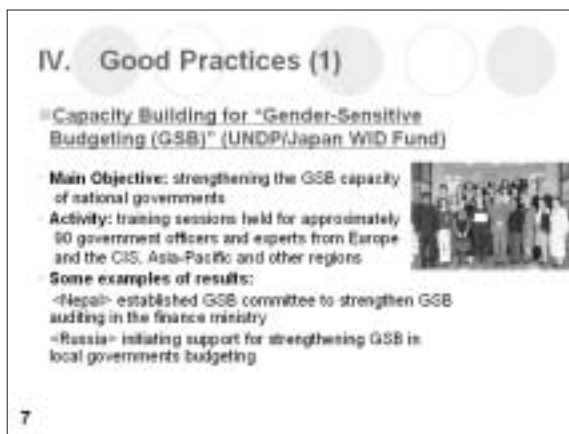 IV. Good Practices (1)
Capacity Building for "Gender-Sensitive
Budgeting (GSB)" (UNDP/Japan WID Fund)
Main Objective: strengthening the GSB capacity
of national governments
Activity: training sessions held for approximately
90 government officers and experts from Europe
and the CIS, Asia-Pacific and other regions
Some examples of results:
<Nepal> established GSB committee to strengthen GSB
auditing in the finance ministry
<Russia> initiating support for strengthening GSB in
local governments budgeting
7